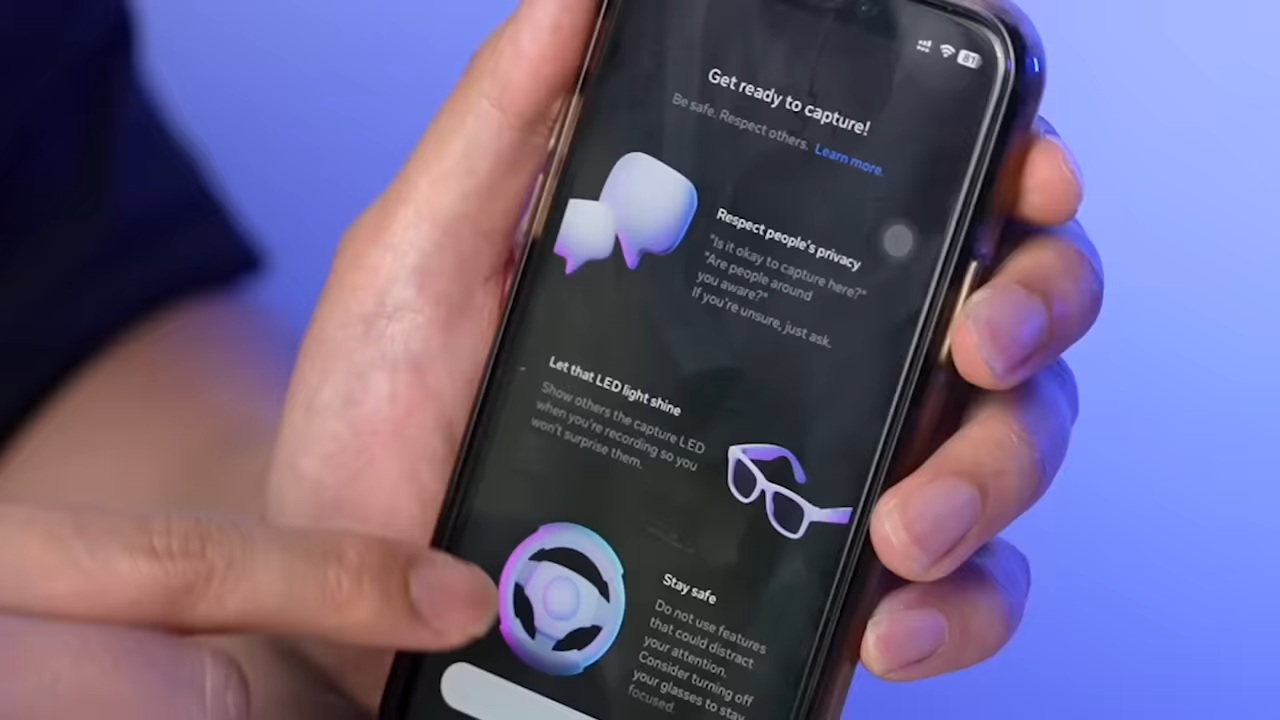 81
Get ready to capture!
Be safe. Respect others. Learn more.
Respect people's privacy
"Is it okay to capture here?"
"Are people around
you aware?"
If you're unsure, just ask.
Let that LED light shine
Show others the capture LED
when you're recording so you
won't surprise them.
Stay safe
Do not use features
that could distract
your attention.
Consider turning off
your glasses to stay
focused.